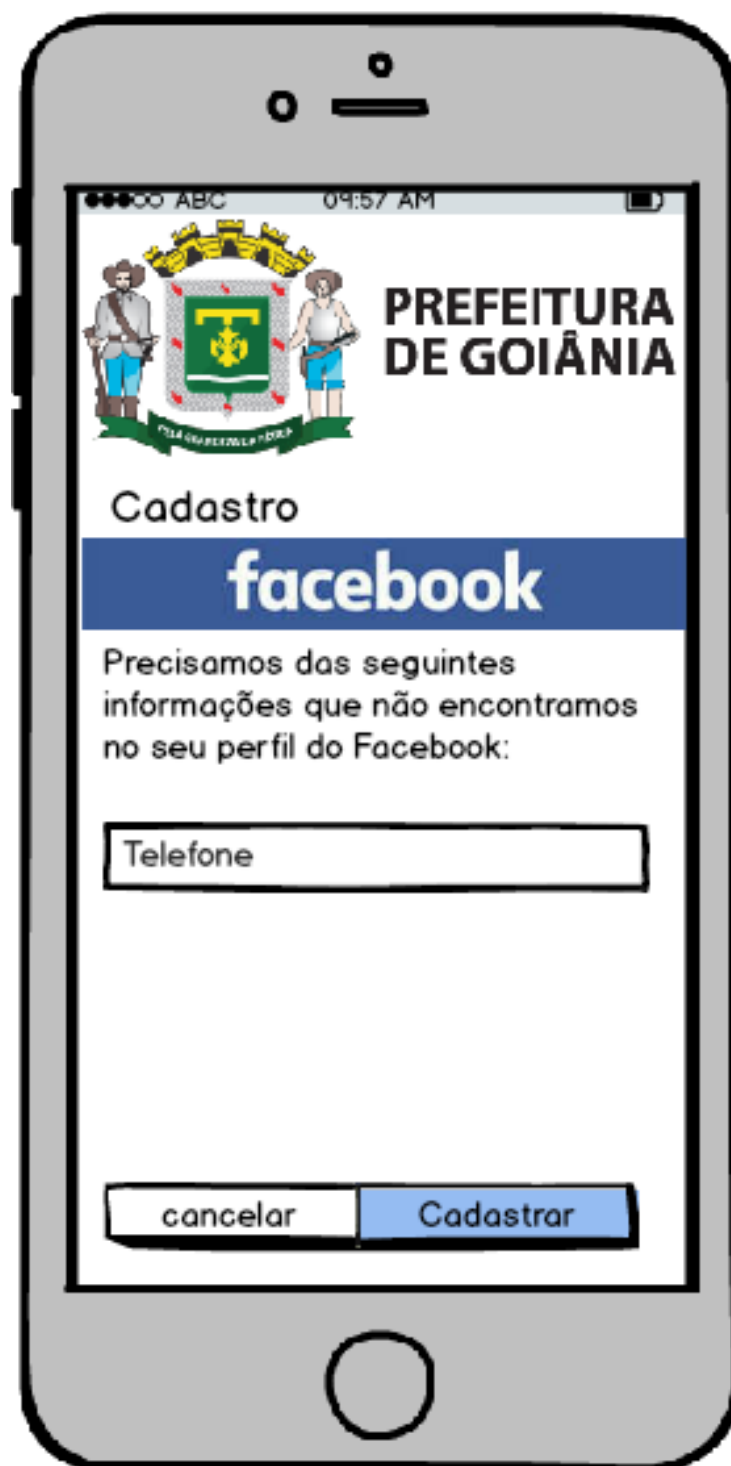 ABC 09:57 AM
PREFEITURA
DE GOIÂNIA
Cadastro
facebook
Precisamos das seguintes
informações que não encontramos
no seu perfil do Facebook:
Telefone
cancelar Cadastrar